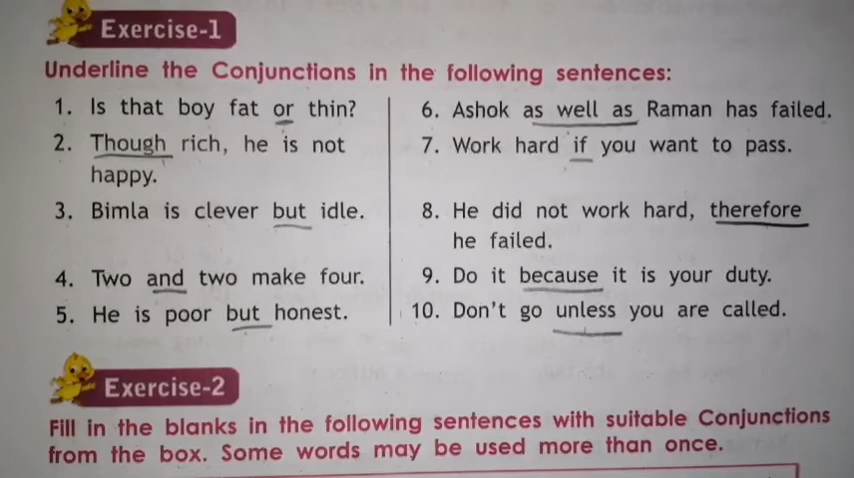 Exercise-1
Underline the Conjunctions in the following sentences:
1. Is that boy fat or thin?
2. Though rich, he is not
happy.
3. Bimla is clever but idle.
4. Two and two make four.
5. He is poor but honest.
6. Ashok as well as Raman has failed.
7. Work hard if you want to pass.
8. He did not work hard, therefore
he failed.
9. Do it because it is your duty.
10. Don't go unless you are called.
Exercise-2
Fill in the blanks in the following sentences with suitable Conjunctions
from the box. Some words may be used more than once.